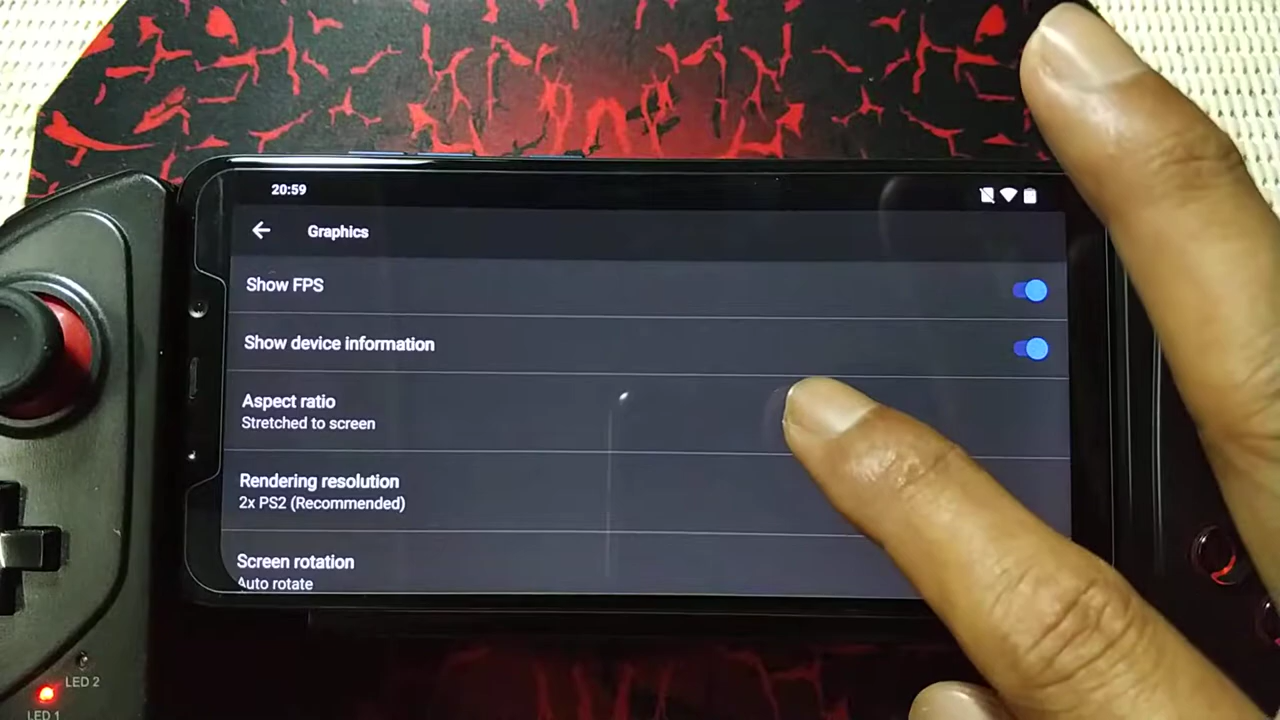 20:59
Graphics
Show FPS
Show device information
Aspect ratio
Stretched to screen
Rendering resolution
2x PS2 (Recommended)
Screen rotation
Auto rotate
LED 2
LED 1